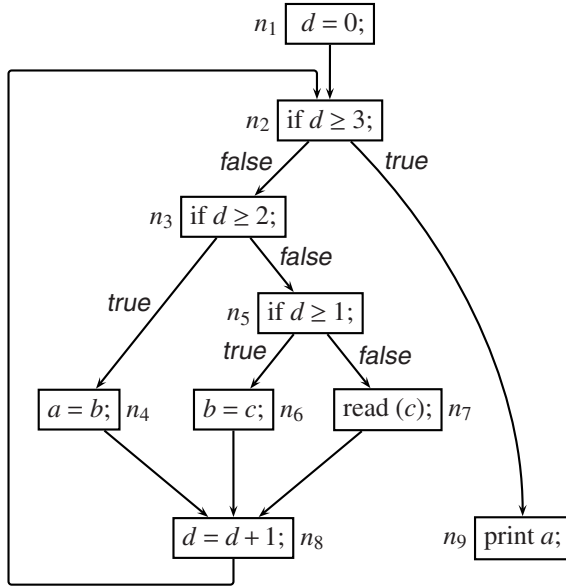 n1 d = 0;
n2 if d ≥ 3;
false true
n3 if d ≥ 2;
true false
n5 if d ≥ 1;
true false
a = b; n4 b = c; n6 read (c); n7
d = d + 1; n8 n9 print a;